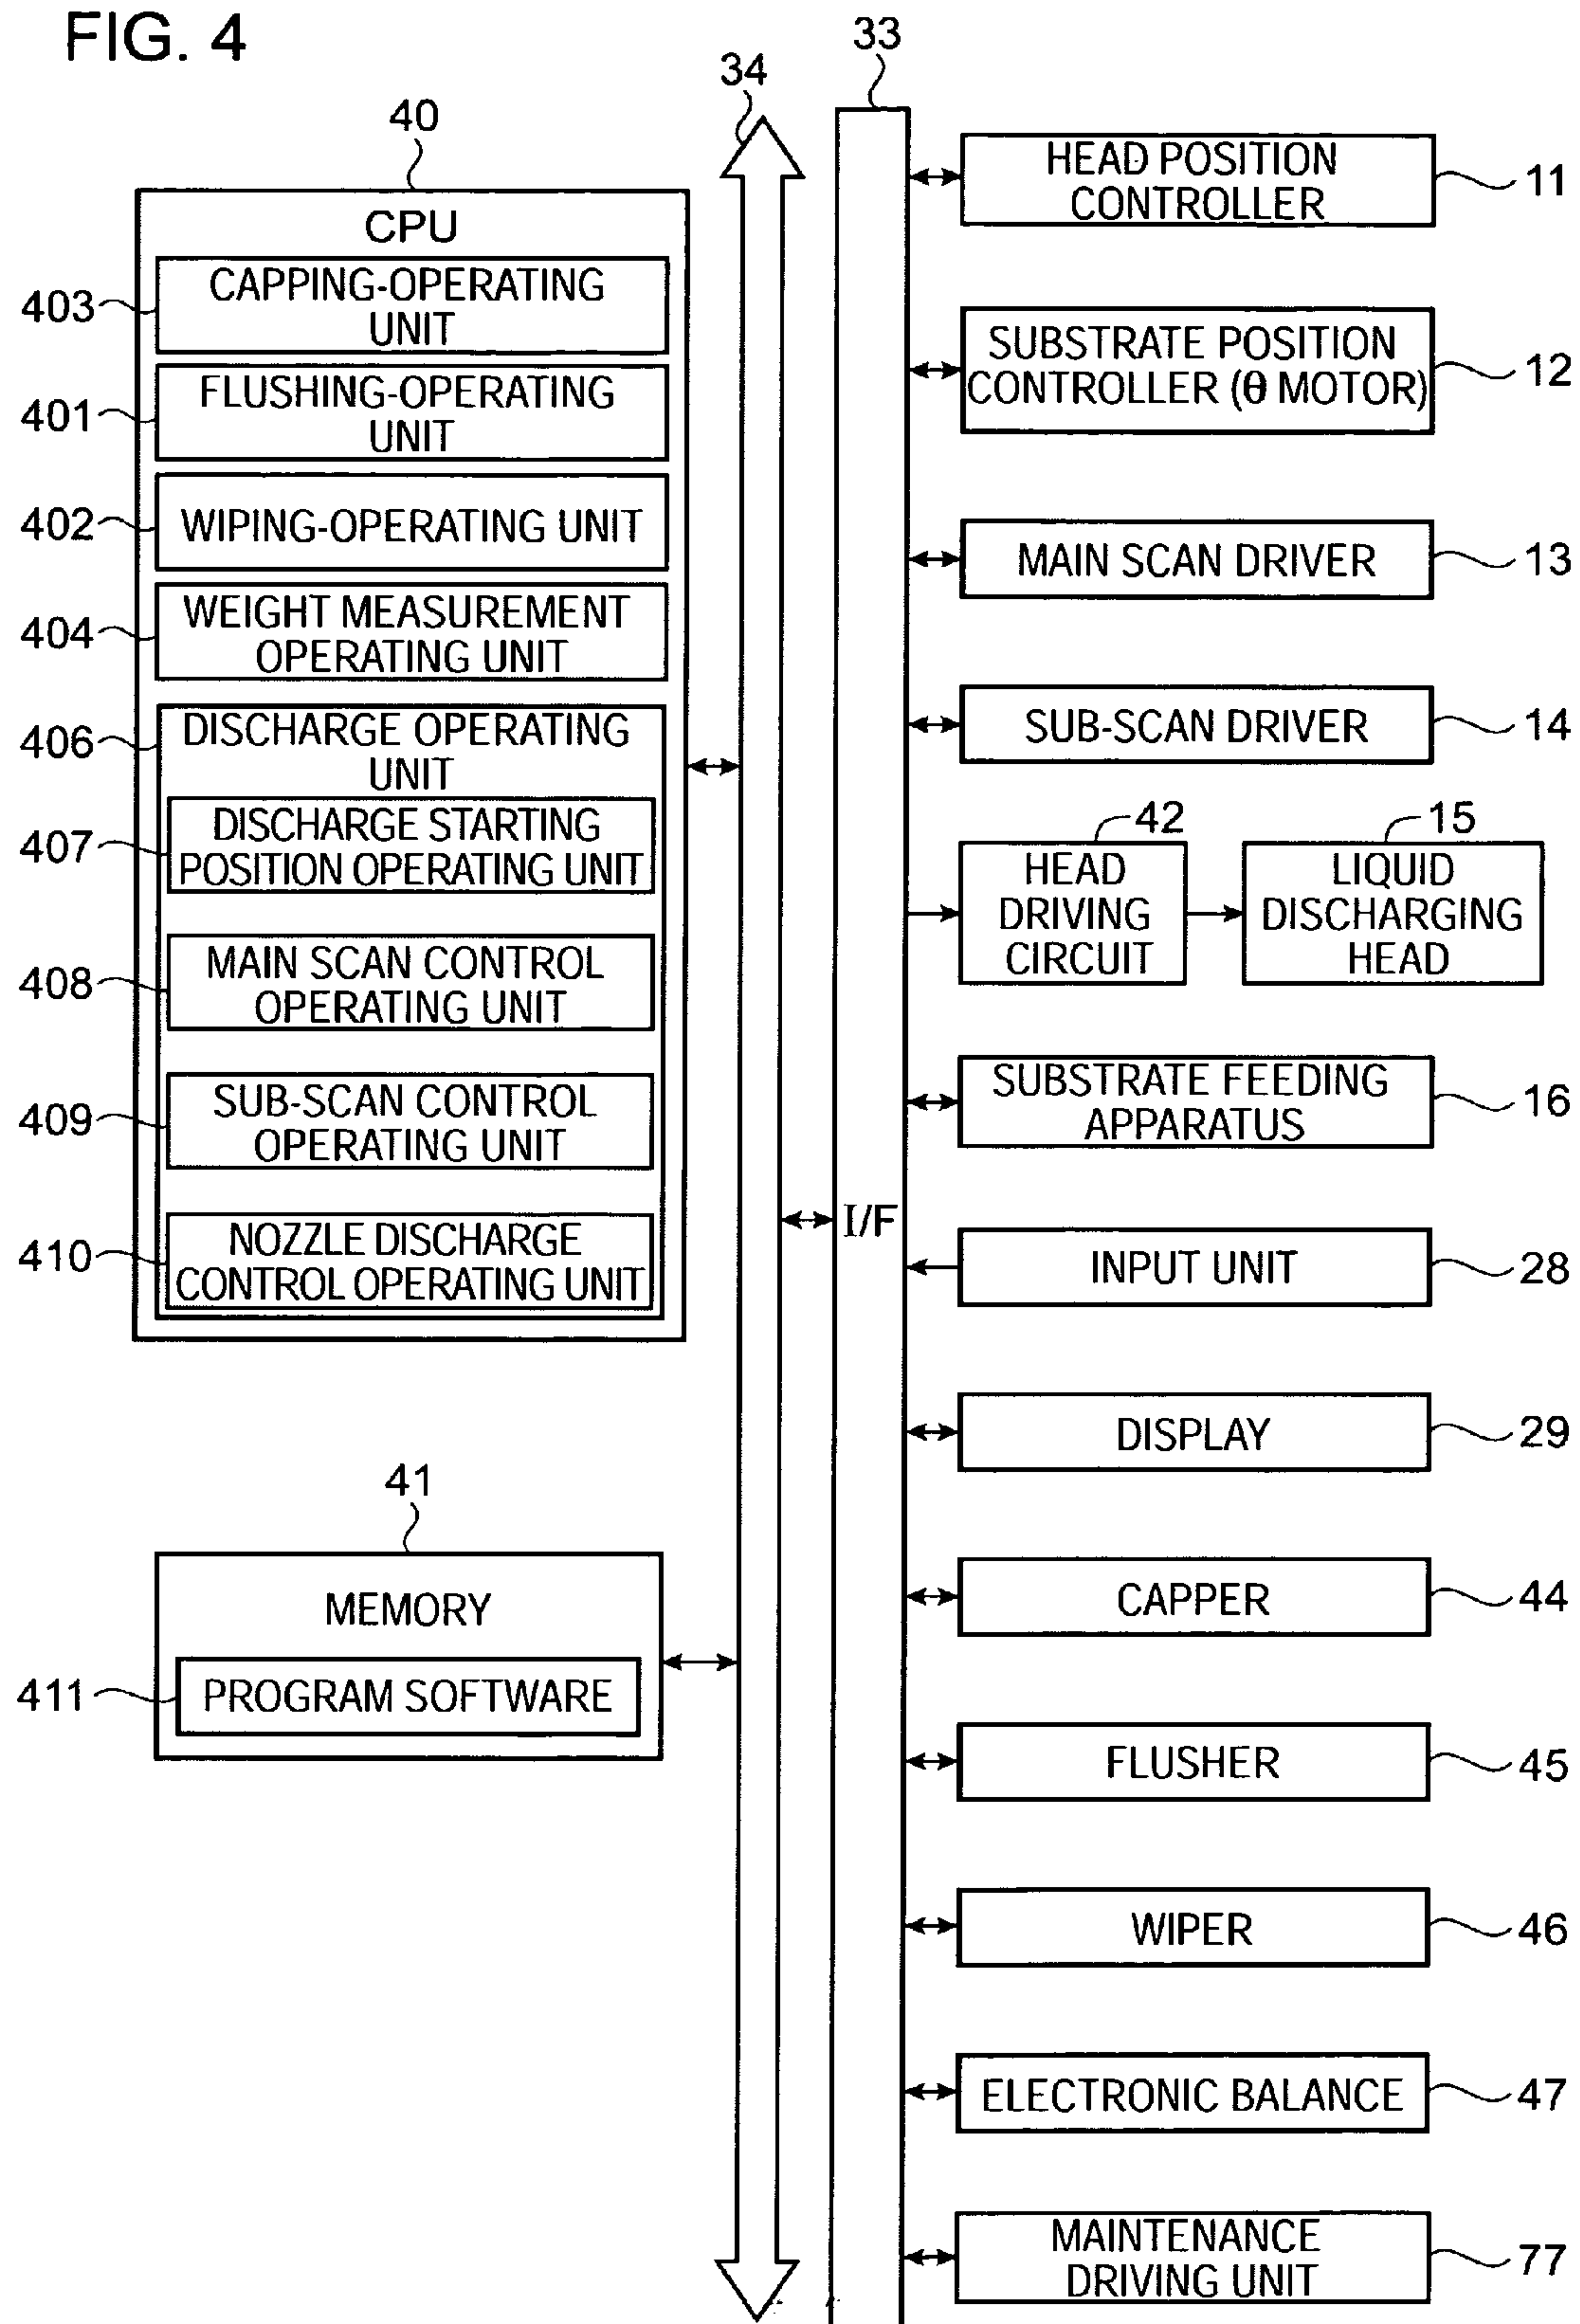 FIG. 4
33
34
40
CPU
403
CAPPING-OPERATING
UNIT
401
FLUSHING-OPERATING
UNIT
402
WIPING-OPERATING UNIT
404
WEIGHT MEASUREMENT
OPERATING UNIT
406
DISCHARGE OPERATING
UNIT
407
DISCHARGE STARTING
POSITION OPERATING UNIT
408
MAIN SCAN CONTROL
OPERATING UNIT
409
SUB-SCAN CONTROL
OPERATING UNIT
410
NOZZLE DISCHARGE
CONTROL OPERATING UNIT
41
MEMORY
411
PROGRAM SOFTWARE
I/F
HEAD POSITION
CONTROLLER
11
SUBSTRATE POSITION
CONTROLLER (θ MOTOR)
12
MAIN SCAN DRIVER
13
SUB-SCAN DRIVER
14
42
HEAD
DRIVING
CIRCUIT
15
LIQUID
DISCHARGING
HEAD
SUBSTRATE FEEDING
APPARATUS
16
INPUT UNIT
28
DISPLAY
29
CAPPER
44
FLUSHER
45
WIPER
46
ELECTRONIC BALANCE
47
MAINTENANCE
DRIVING UNIT
77